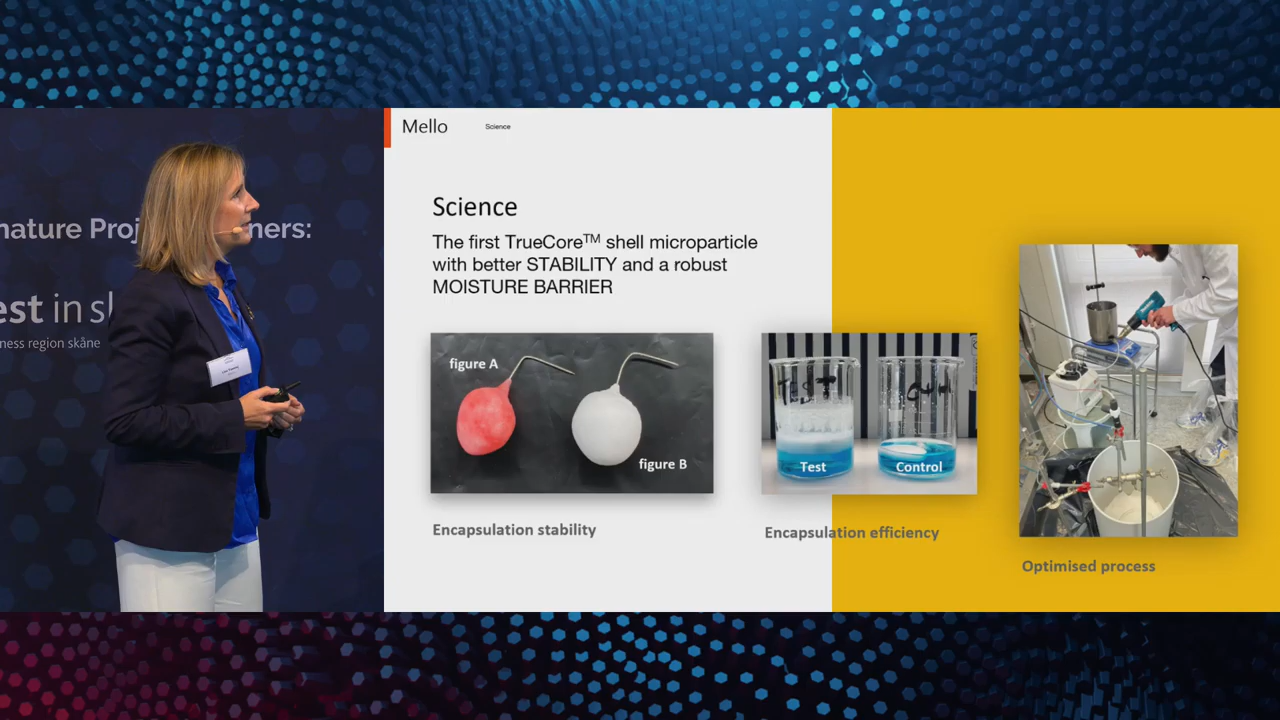 nature Proj
ners:
est in sk
ness region skåne
Mello
Science
Science
The first TrueCore™ shell microparticle
with better STABILITY and a robust
MOISTURE BARRIER
figure A
figure B
Test
Control
Encapsulation stability
Encapsulation efficiency
Optimised process